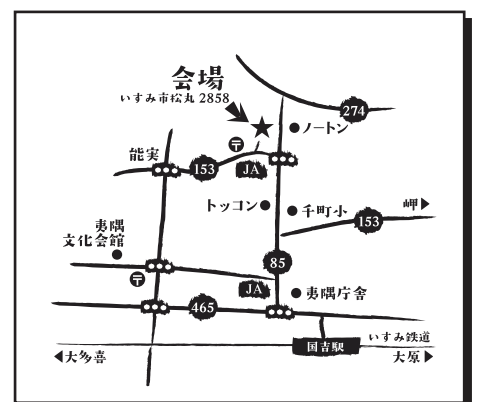 会場
いすみ市松丸 2858
274
ノートン
〒
能実
153
JA
トッコン
千町小
岬▶
153
夷隅
文化会館
85
〒
JA
夷隅庁舎
465
いすみ鉄道
国吉駅
◀大多喜
大原▶